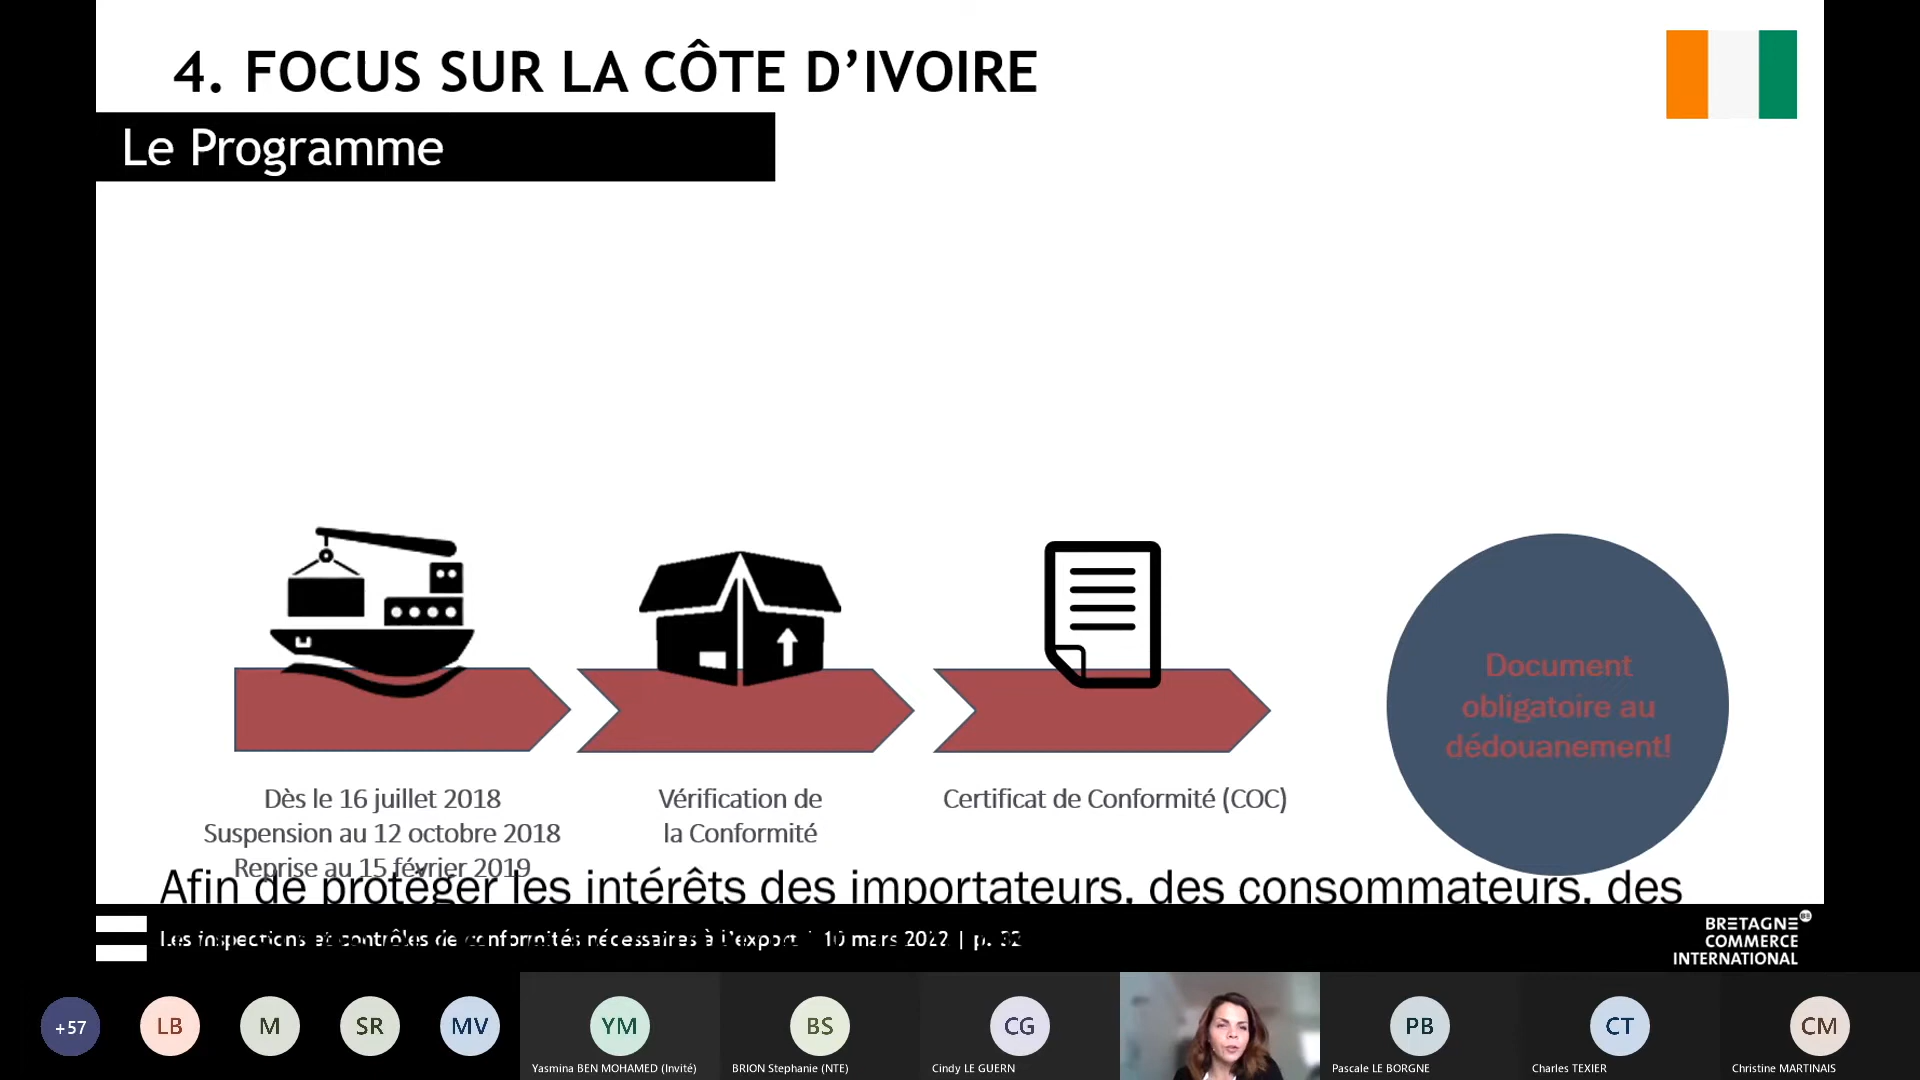 4. FOCUS SUR LA CÔTE D’IVOIRE
Le Programme
Document
obligatoire au
dédouanement!
Dès le 16 juillet 2018
Suspension au 12 octobre 2018
Reprise au 15 février 2019
Vérification de
la Conformité
Certificat de Conformité (COC)
Afin de protéger les intérêts des importateurs, des consommateurs, des
Les inspections et contrôles de conformités nécessaires à l’export | 10 mars 2022 | p.
BRETAGNE
COMMERCE
INTERNATIONAL
+57
LB
M
SR
MV
YM
Yasmina BEN MOHAMED (Invité)
BS
BRION Stephanie (NTE)
CG
Cindy LE GUERN
PB
Pascale LE BORGNE
CT
Charles TEXIER
CM
Christine MARTINAIS